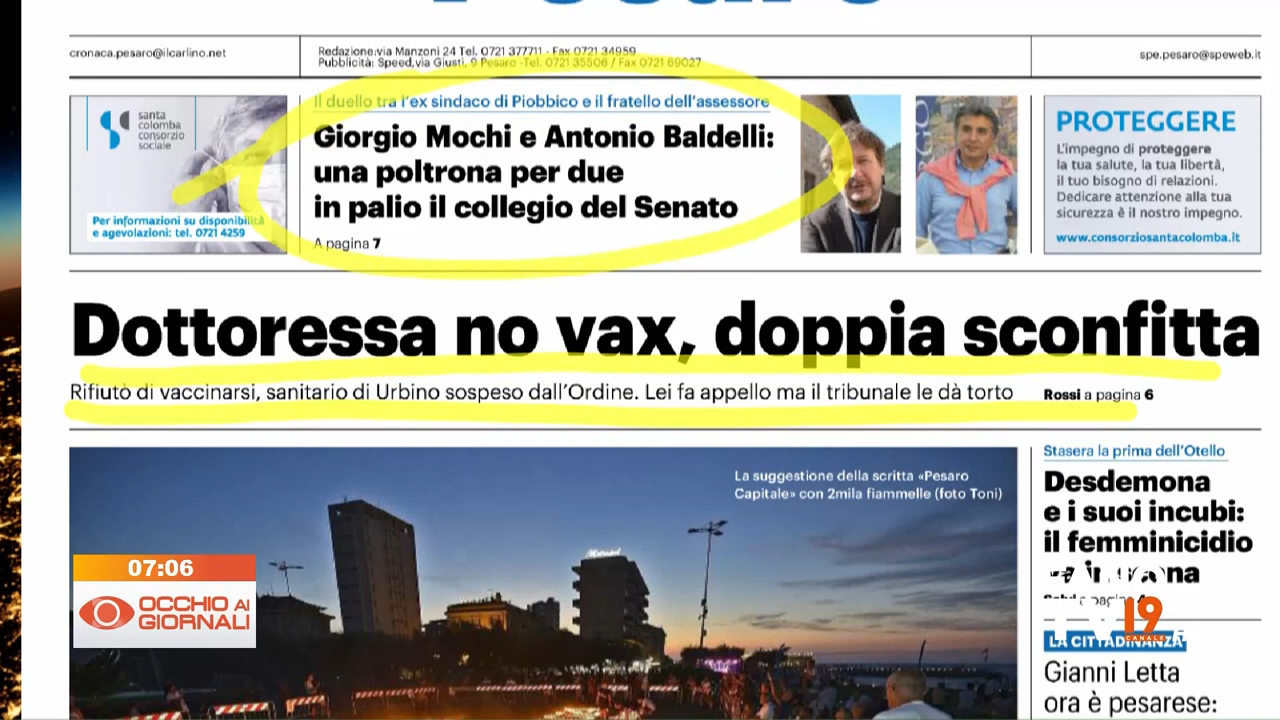 cronaca.pesaro@ilcarlino.net
Redazione:via Manzoni 24 Tel. 0721 377711 - Fax 0721 34959
Pubblicità: Speed,via Giusti, 9 Pesaro -Tel. 0721 35506 / Fax 0721 69027
spe.pesaro@speweb.it
santa
colomba
consorzio
sociale
Per informazioni su disponibilità
e agevolazioni: tel. 0721 4259
Il duello tra l'ex sindaco di Piobbico e il fratello dell'assessore
Giorgio Mochi e Antonio Baldelli:
una poltrona per due
in palio il collegio del Senato
A pagina 7
PROTEGGERE
L'impegno di proteggere
la tua salute, la tua libertà,
il tuo bisogno di relazioni.
Dedicare attenzione alla tua
sicurezza è il nostro impegno.
www.consorziosantacolomba.it
Dottoressa no vax, doppia sconfitta
Rifiutò di vaccinarsi, sanitario di Urbino sospeso dall'Ordine. Lei fa appello ma il tribunale le dà torto
Rossi a pagina 6
La suggestione della scritta «Pesaro
Capitale» con 2mila fiammelle (foto Toni)
Stasera la prima dell'Otello
Desdemona
e i suoi incubi:
il femminicidio
19
CANALE
LA CITTADINANZA
Gianni Letta
ora è pesarese:
07:06
OCCHIO AI
GIORNALI